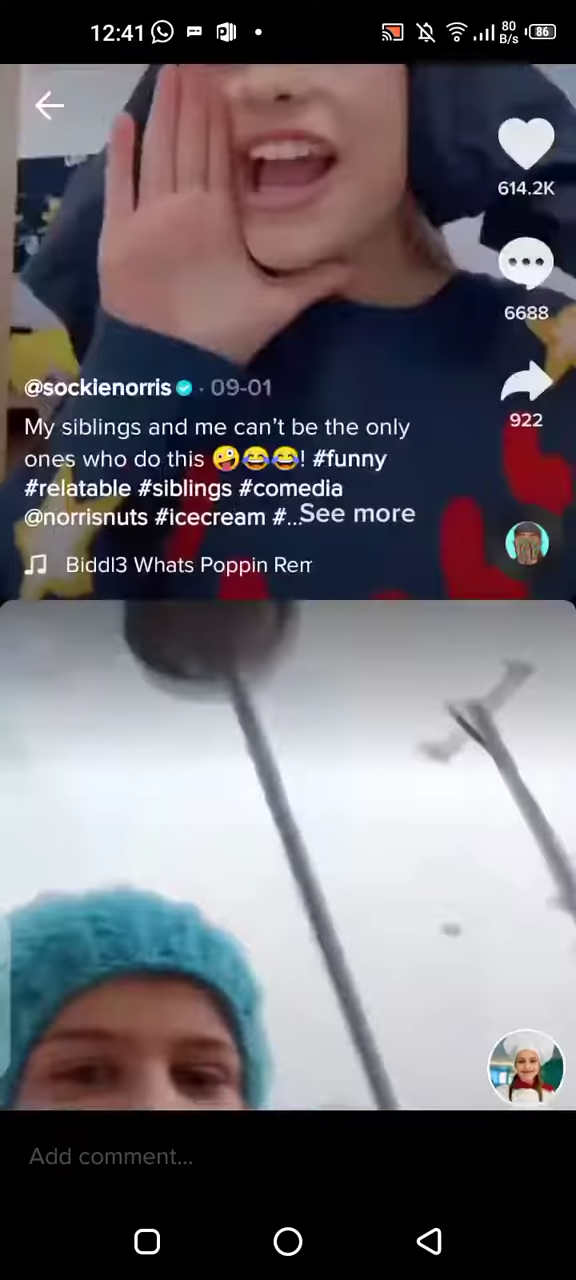 12:41
80
B/s
86
614.2K
6688
@sockienorris · 09-01
922
My siblings and me can't be the only
ones who do this 🤪😂😂! #funny
#relatable #siblings #comedia
@norrisnuts #icecream #...See more
Biddl3 Whats Poppin Rem
Add comment...